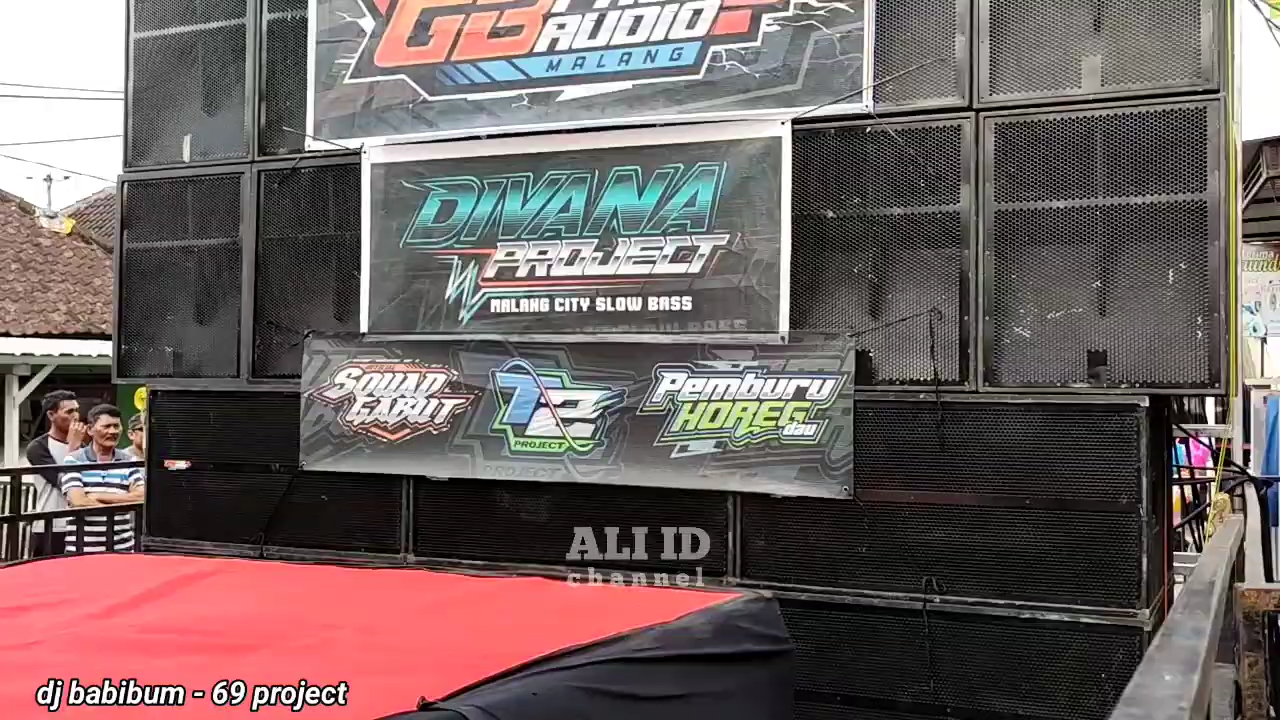 GB PRO
AUDIO
MALANG
DIVANA
PROJECT
MALANG CITY SLOW BASS
SQUAD
GABUT
72
PROJECT
Pemburu
HOREG
dau
ALI ID
channel
dj babibum - 69 project